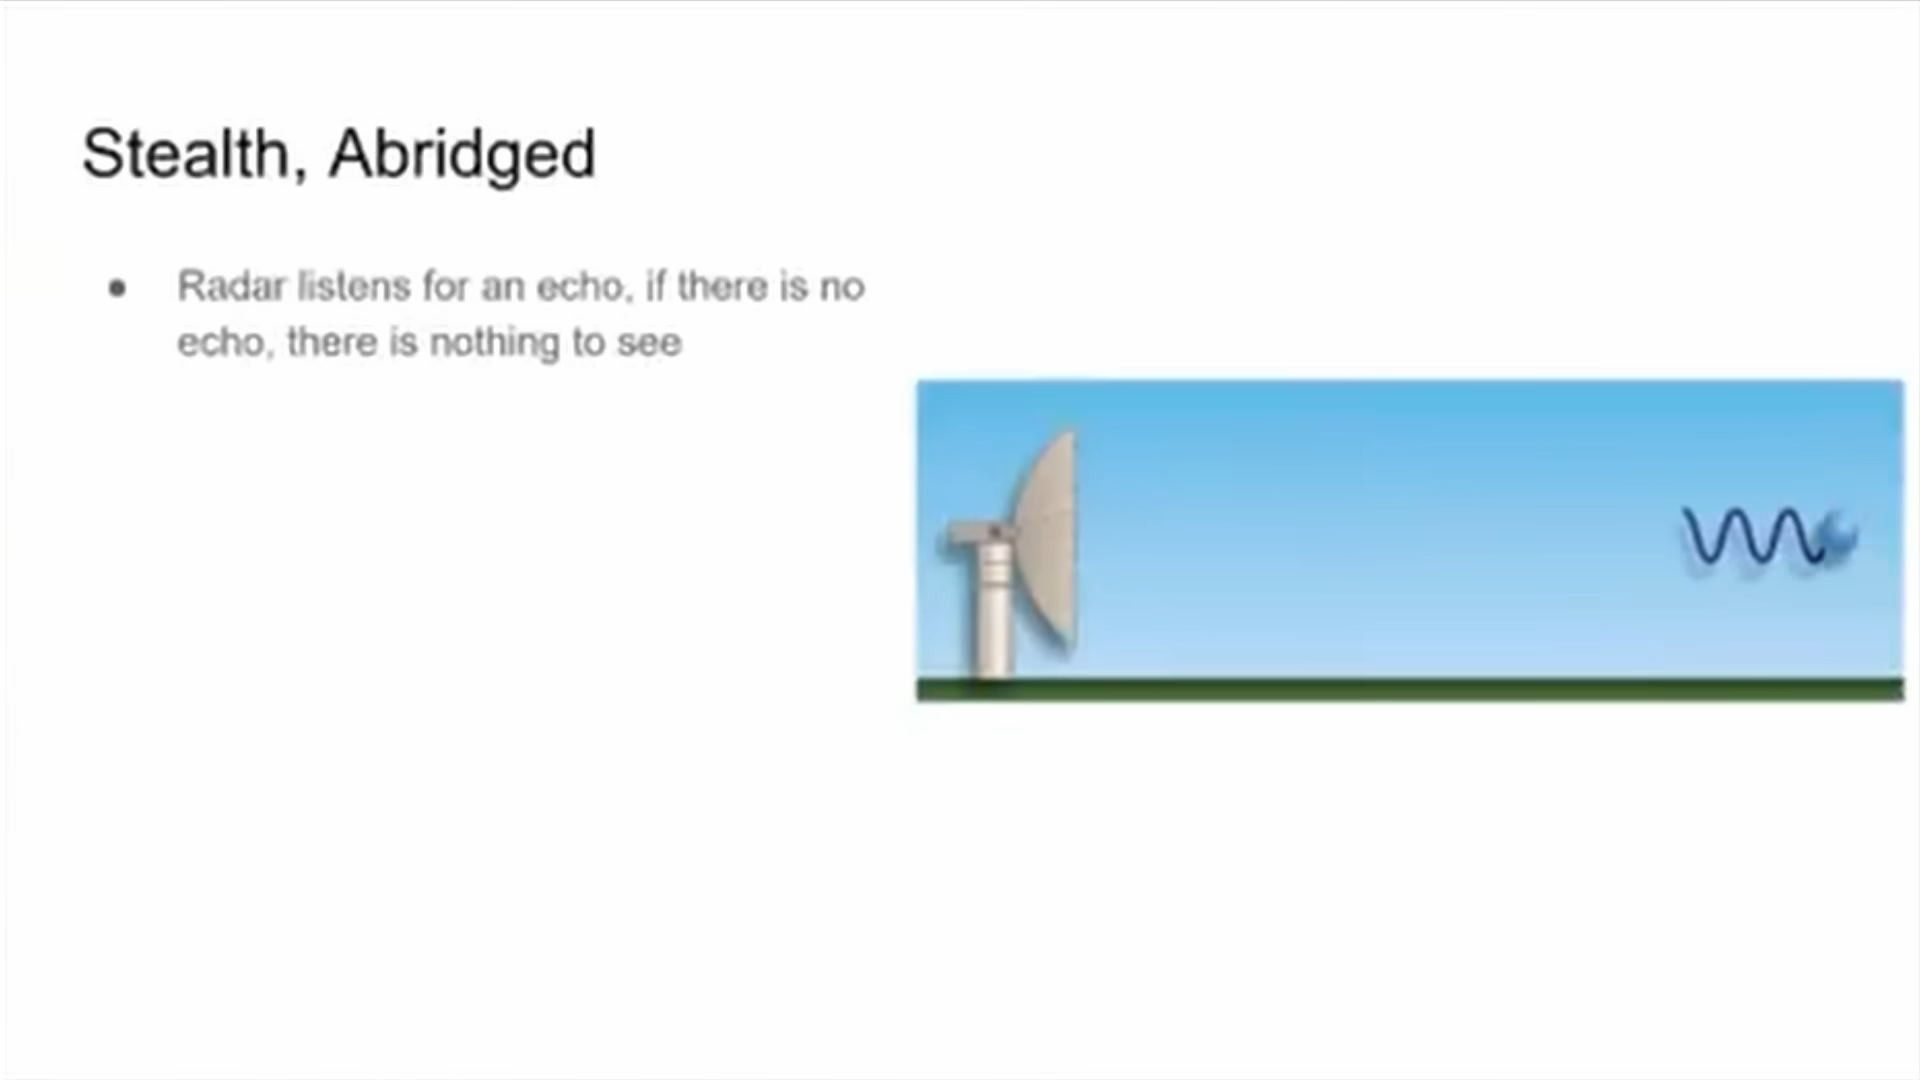 Stealth, Abridged
● Radar listens for an echo, if there is no
echo, there is nothing to see